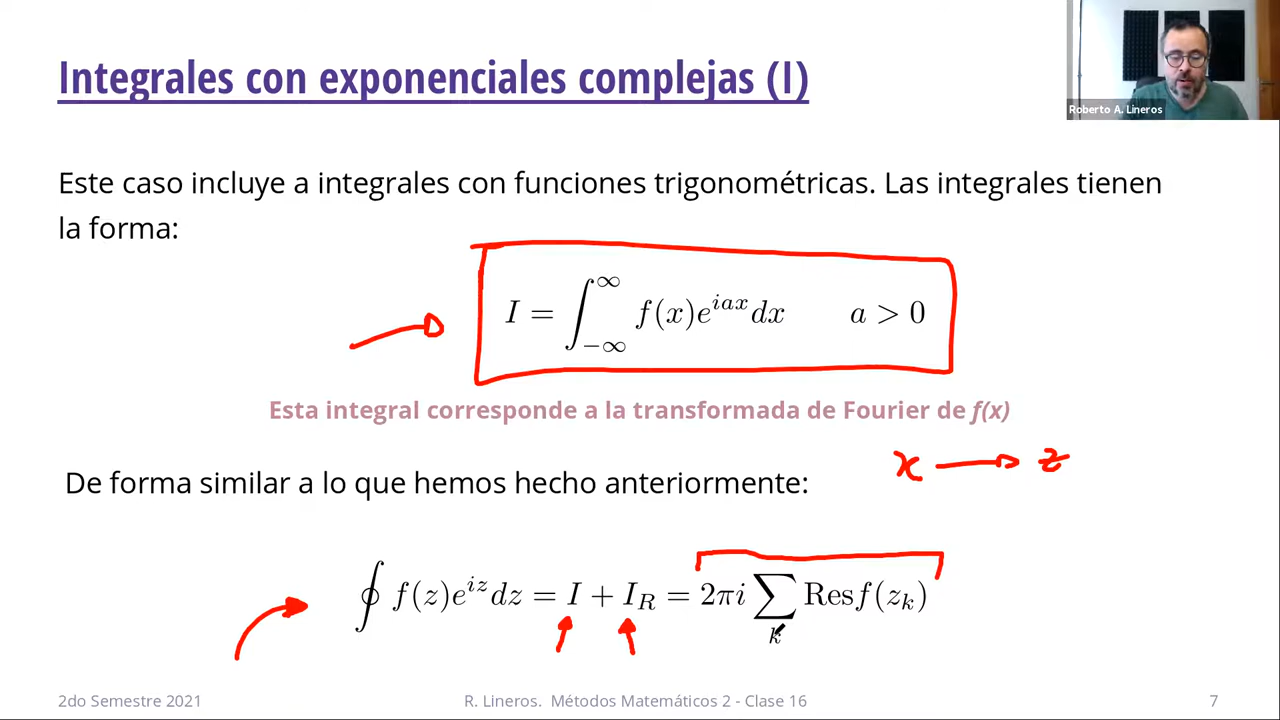 Integrales con exponenciales complejas (I)
Roberto A. Lineros
Este caso incluye a integrales con funciones trigonométricas. Las integrales tienen
la forma:
I = ∫_{-∞}^{∞} f(x)e^{iax}dx   a > 0
Esta integral corresponde a la transformada de Fourier de f(x)
x → z
De forma similar a lo que hemos hecho anteriormente:
∮ f(z)e^{iz}dz = I + I_R = 2πi ∑_k Resf(z_k)
2do Semestre 2021
R. Lineros. Métodos Matemáticos 2 - Clase 16
7